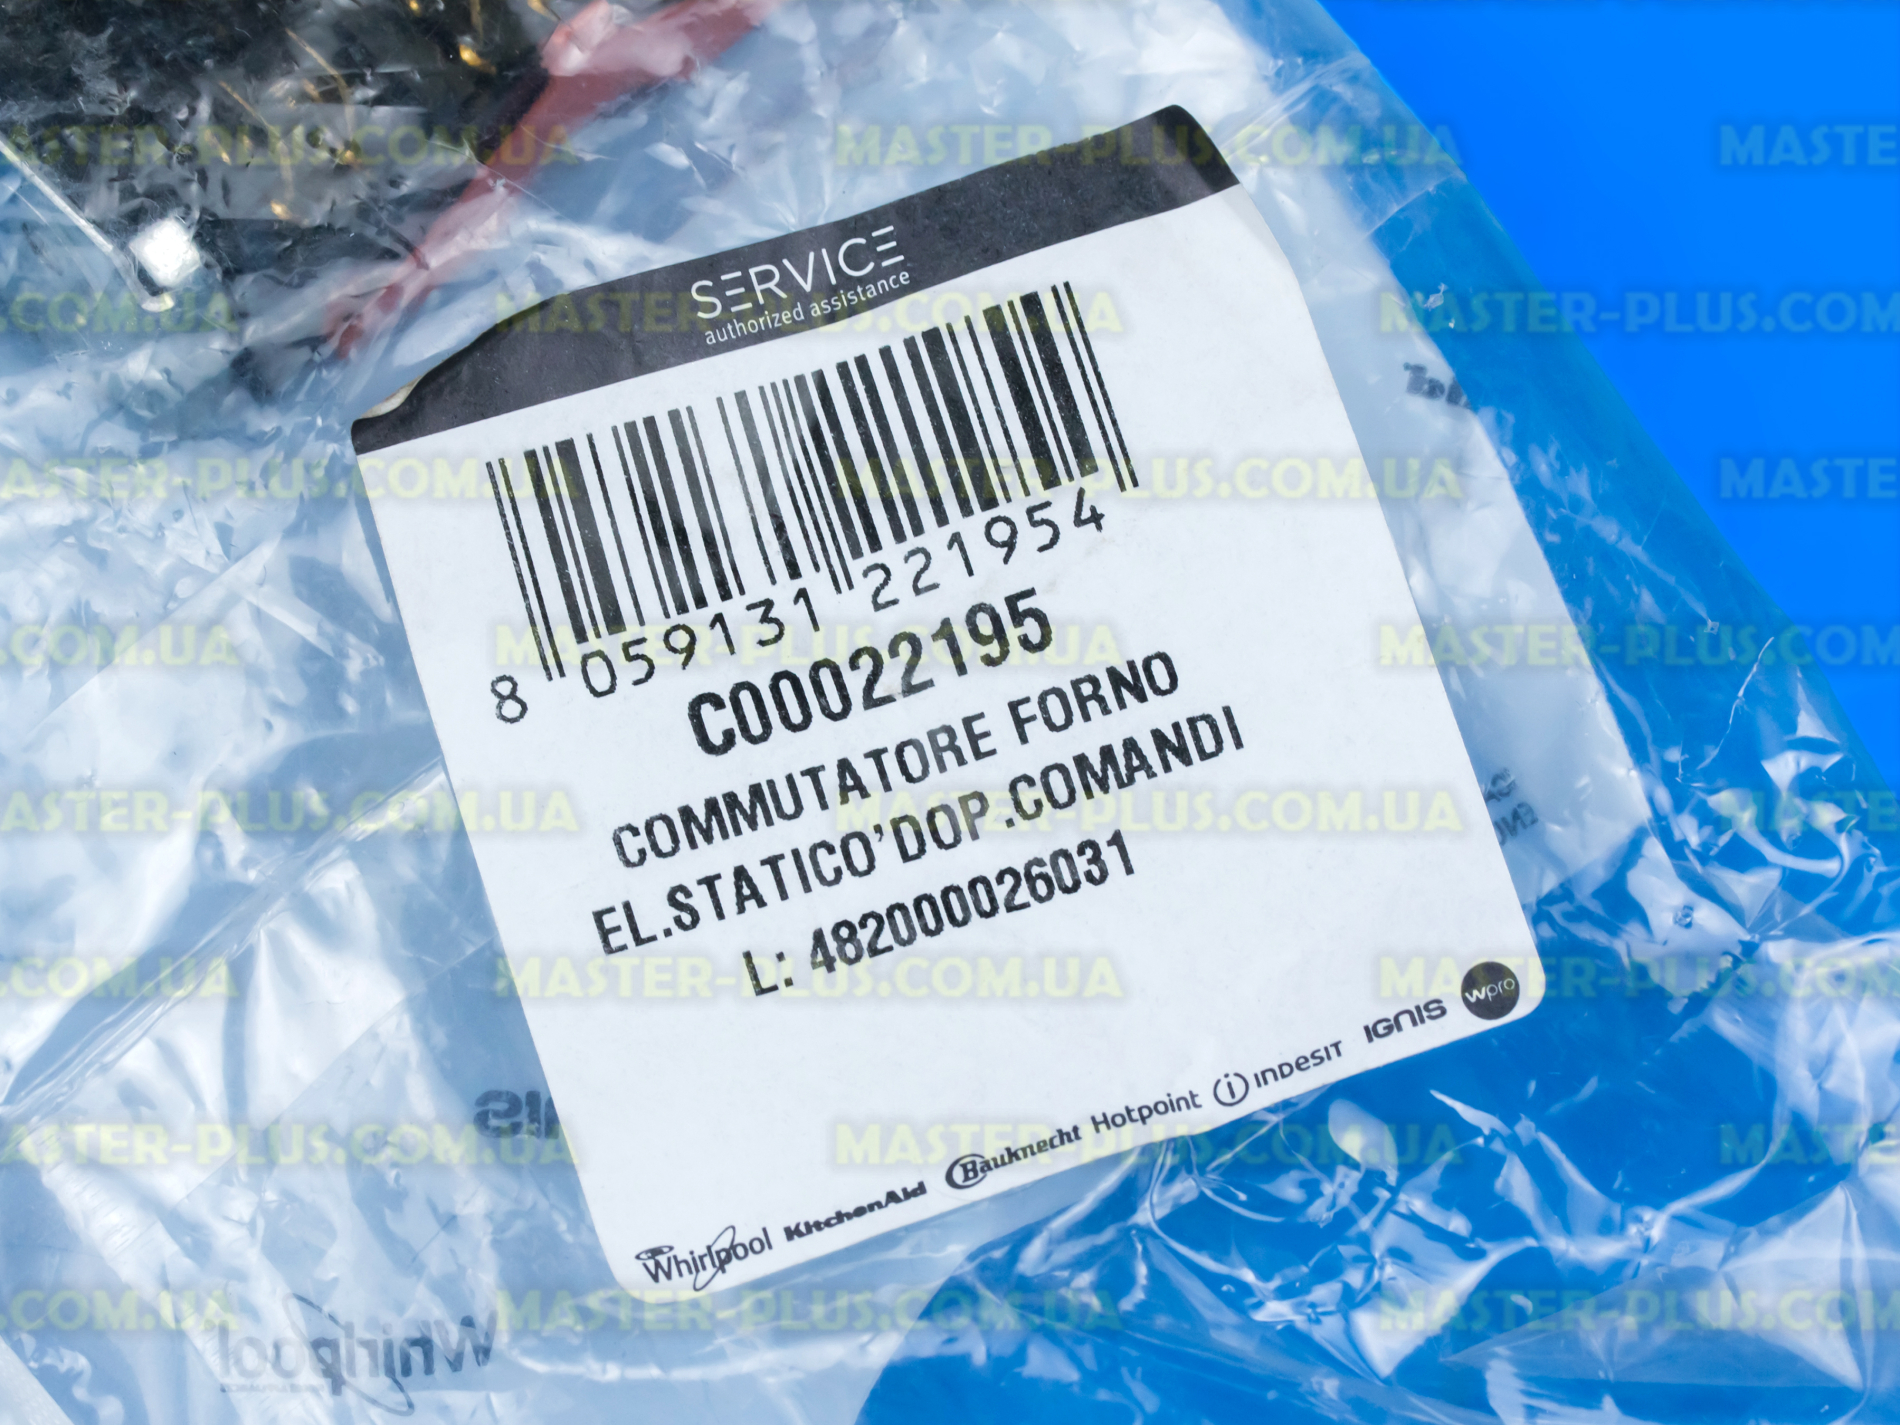 SERVICE
authorized assistance
8 059131 221954
C00022195
COMMUTATORE FORNO
EL.STATICO'DOP.COMANDI
L: 482000026031
Whirlpool KitchenAid Bauknecht Hotpoint indesit IGNIS wpro
Whirlpool
MASTER-PLUS.COM.UA